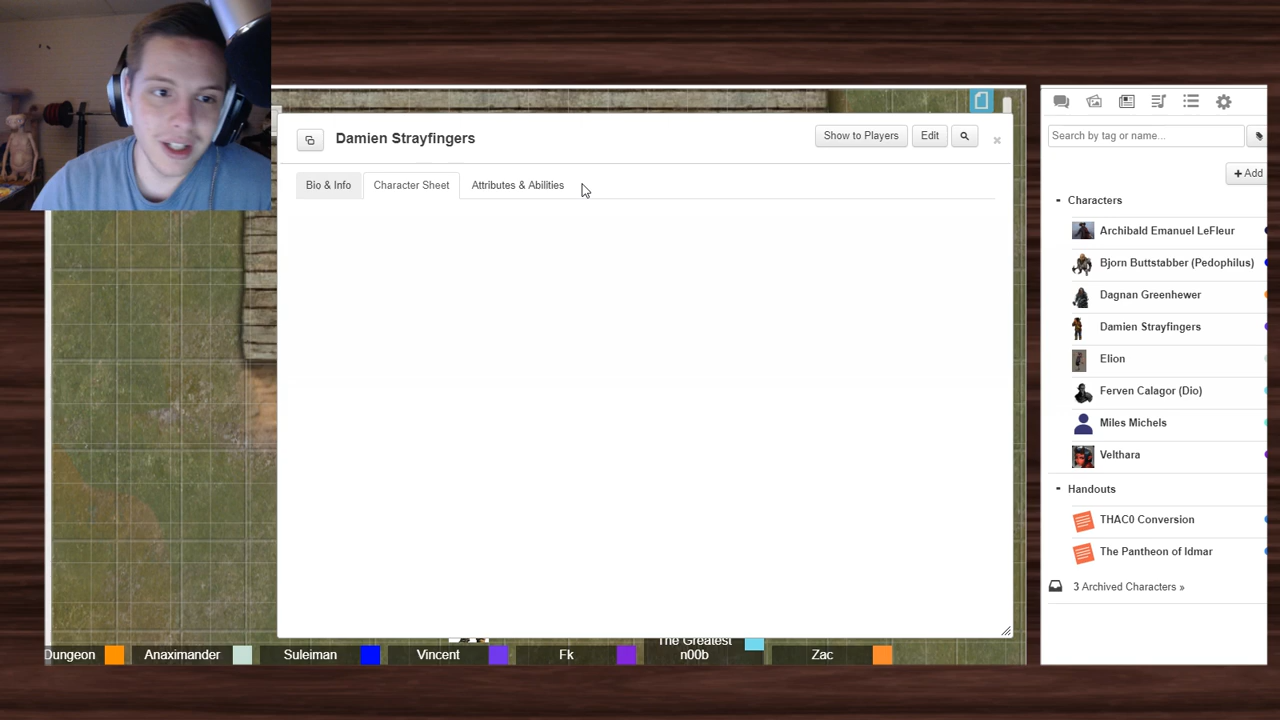 Damien Strayfingers
Show to Players
Edit
Bio & Info
Character Sheet
Attributes & Abilities
Search by tag or name...
Add
Characters
Archibald Emanuel LeFleur
Bjorn Buttstabber (Pedophilus)
Dagnan Greenhewer
Damien Strayfingers
Elion
Ferven Calagor (Dio)
Miles Michels
Velthara
Handouts
THAC0 Conversion
The Pantheon of Idmar
3 Archived Characters »
Dungeon
Anaximander
Suleiman
Vincent
Fk
The Greatest
n00b
Zac